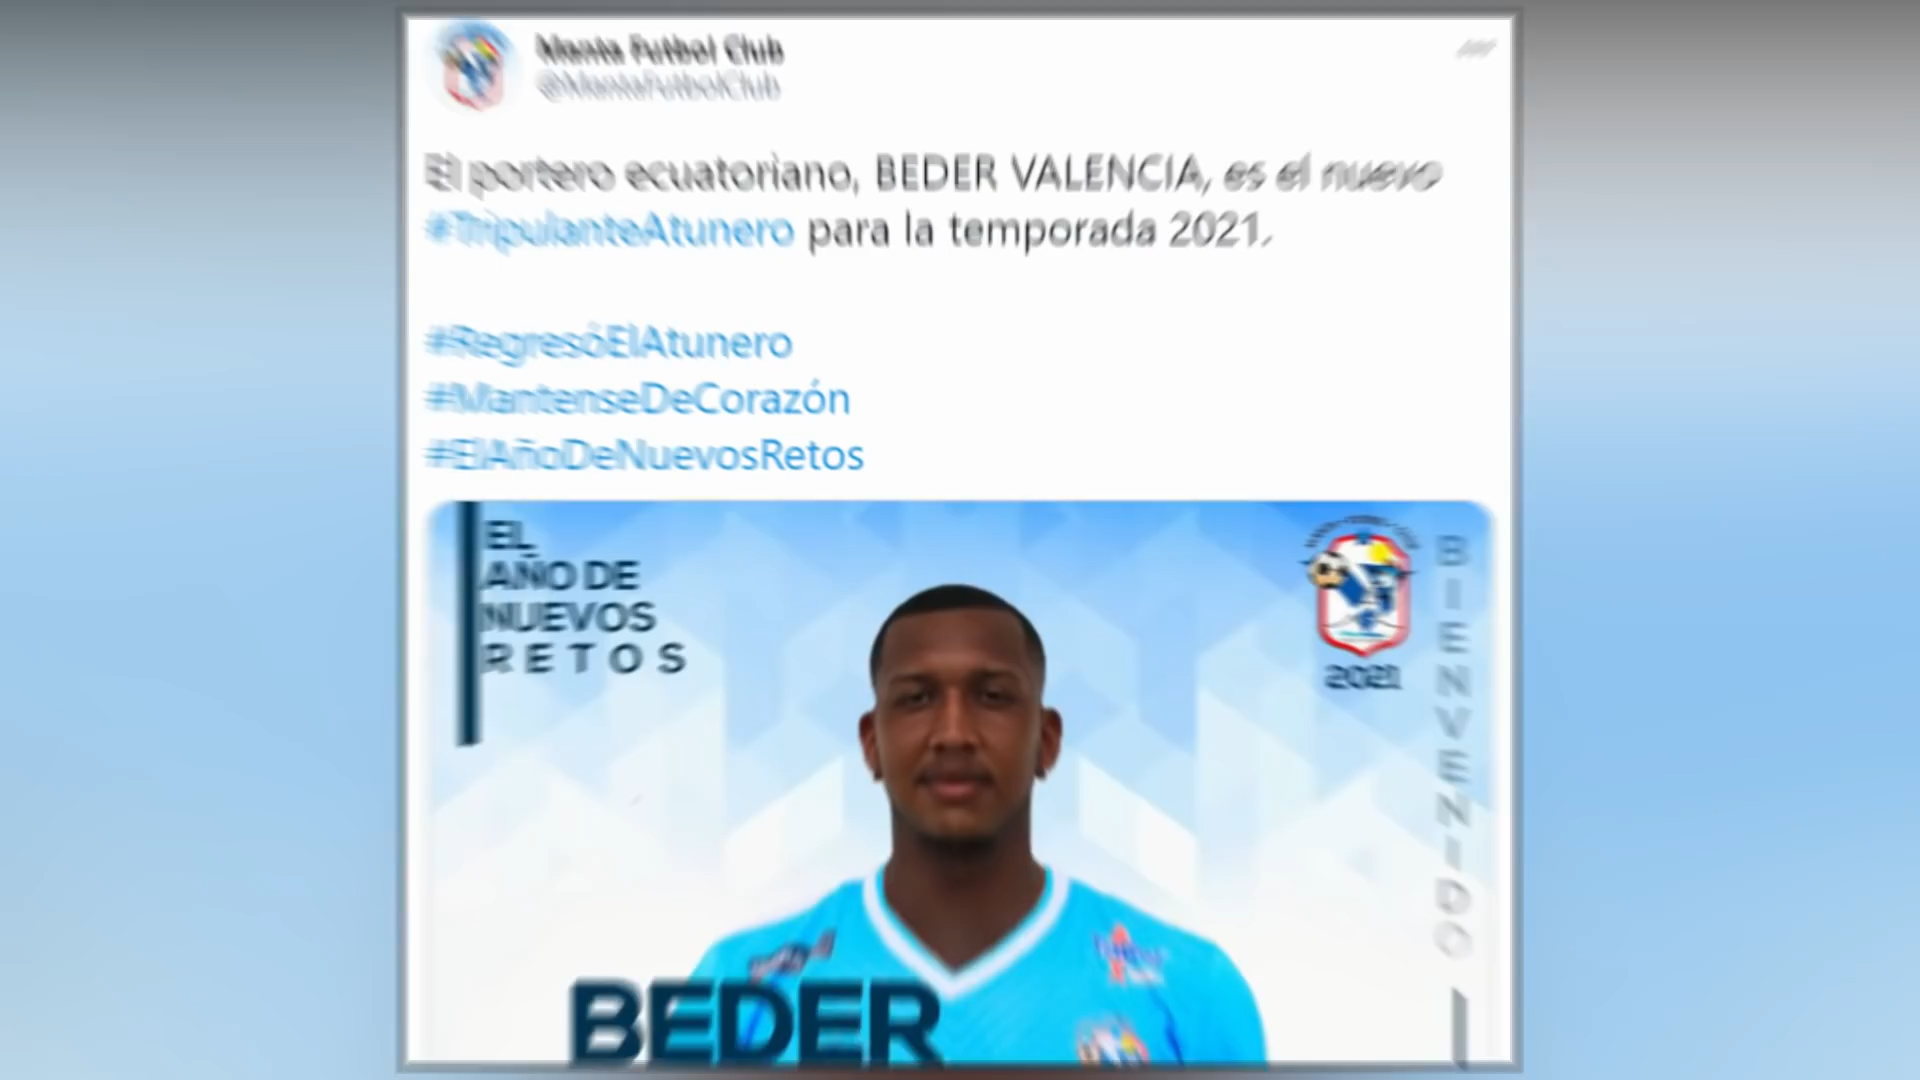 Manta Futbol Club
@MantaFutbolClub
El portero ecuatoriano, BEDER VALENCIA, es el nuevo
#TripulanteAtunero para la temporada 2021.
#RegresóElAtunero
#MantenseDeCorazón
#ElAñoDeNuevosRetos
EL
AÑO DE
NUEVOS
RETOS
2021
BIENVENIDO
BEDER